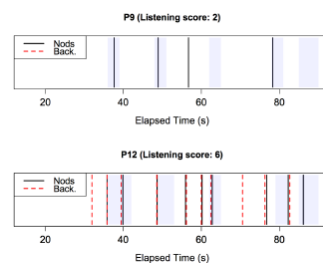 P9 (Listening score: 2)
Nods
Back.
20 40 60 80
Elapsed Time (s)
P12 (Listening score: 6)
Nods
Back.
20 40 60 80
Elapsed Time (s)